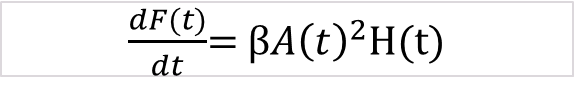 dF(t)/dt = βA(t)²H(t)